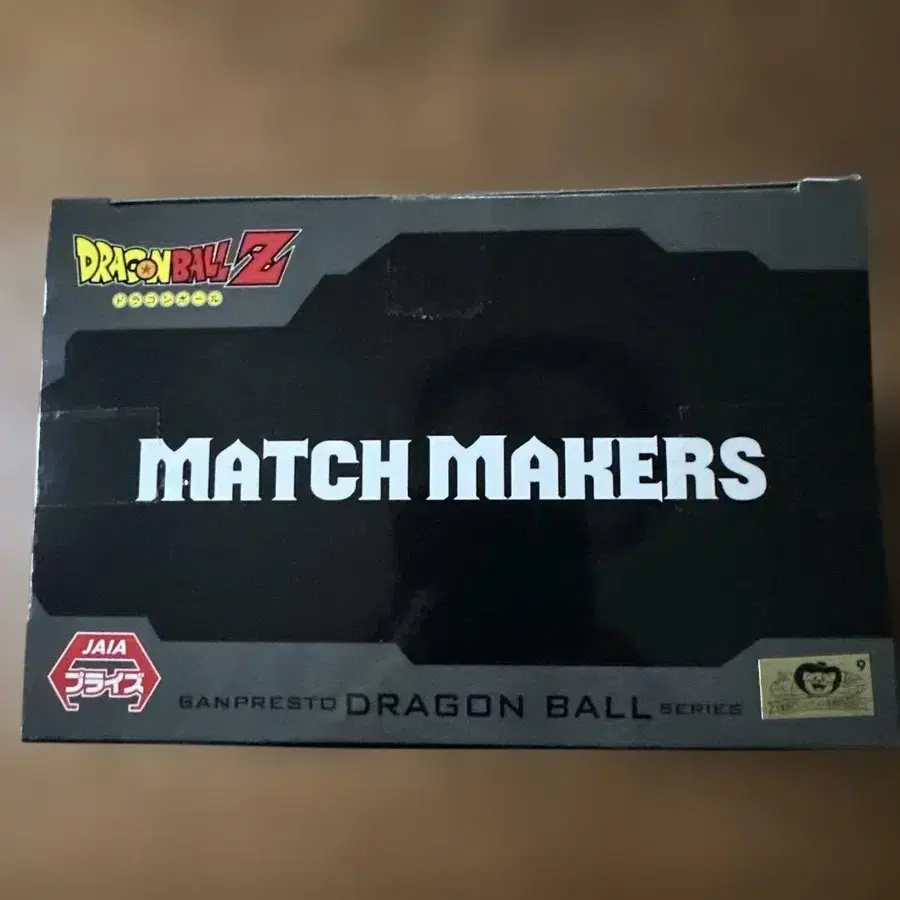 DRAGON BALL Z
ドラゴンボール
MATCH MAKERS
JAIA
プライズ
BANPRESTO DRAGON BALL SERIES
9